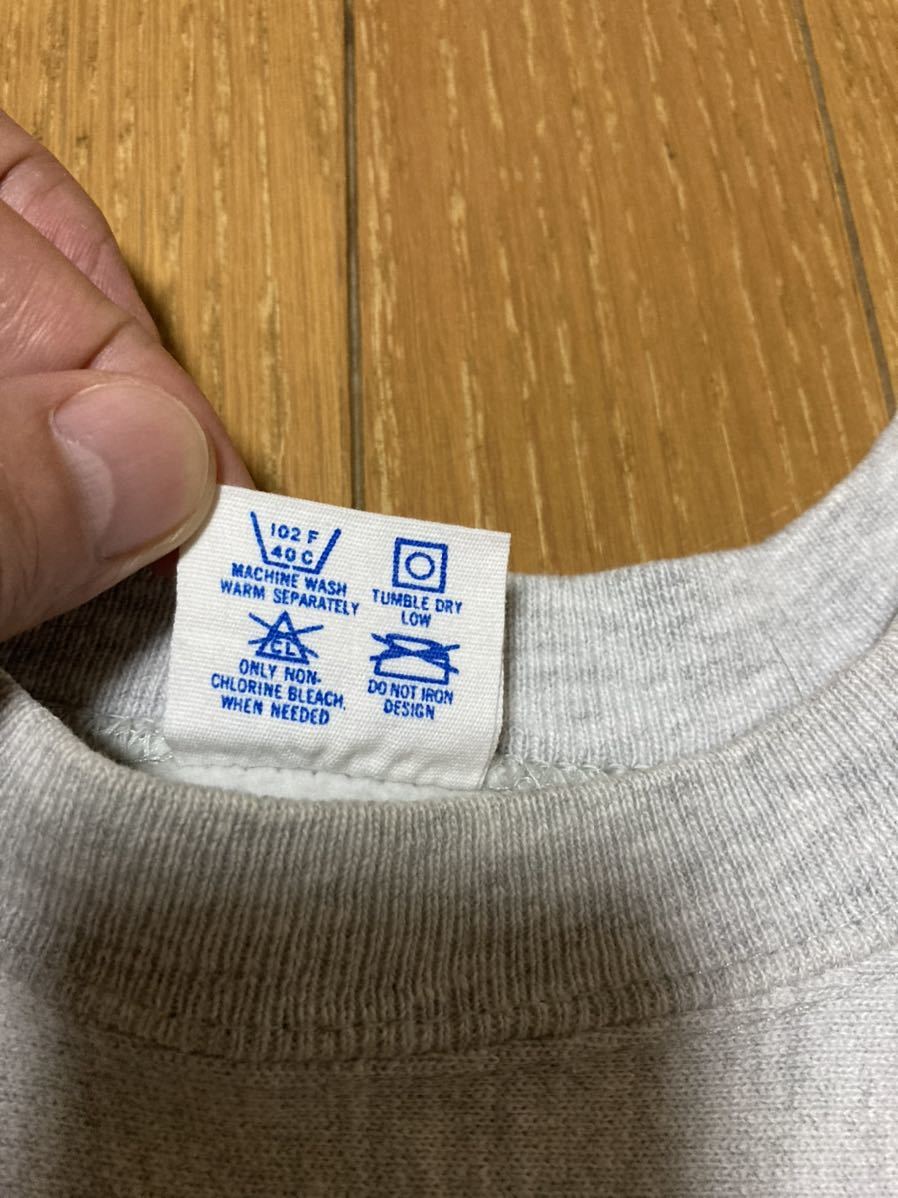 102 F
40 C
MACHINE WASH
WARM SEPARATELY
TUMBLE DRY
LOW
CL
ONLY NON-
CHLORINE BLEACH,
WHEN NEEDED
DO NOT IRON
DESIGN